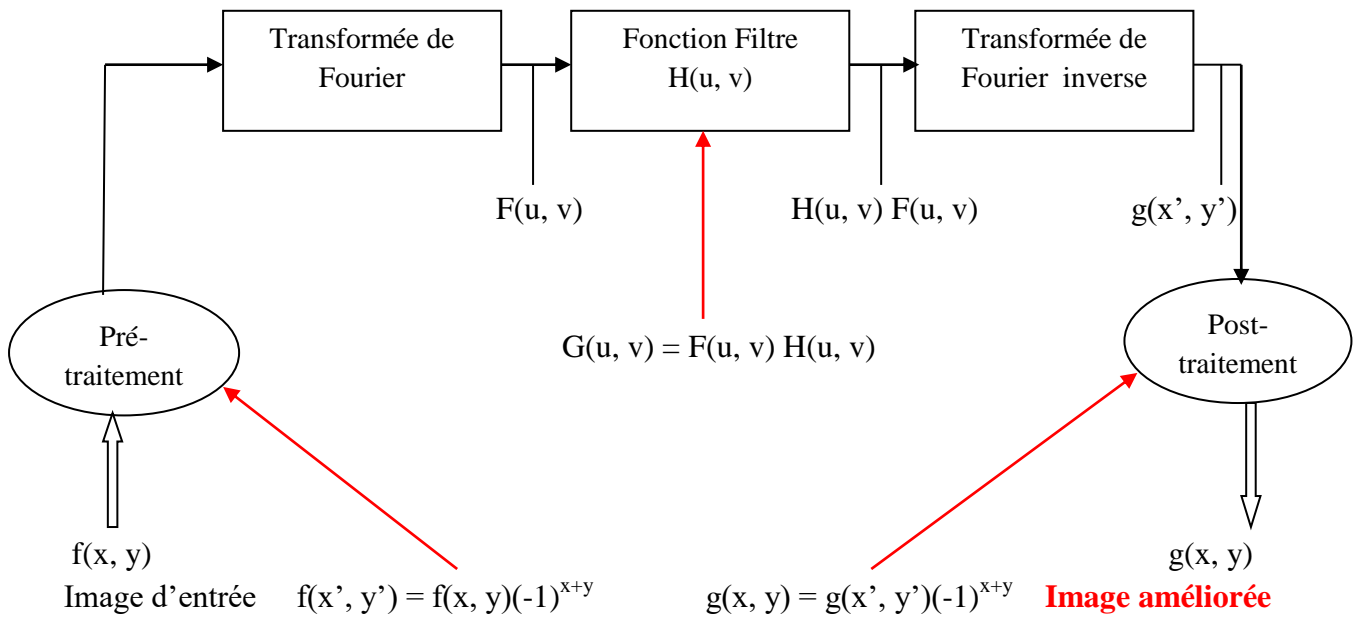 Transformée de
Fourier
Fonction Filtre
H(u, v)
Transformée de
Fourier inverse
F(u, v)
H(u, v) F(u, v)
g(x’, y’)
Pré-
traitement
G(u, v) = F(u, v) H(u, v)
Post-
traitement
f(x, y)
Image d’entrée
f(x’, y’) = f(x, y)(-1)^{x+y}
g(x, y) = g(x’, y’)(-1)^{x+y}
g(x, y)
Image améliorée